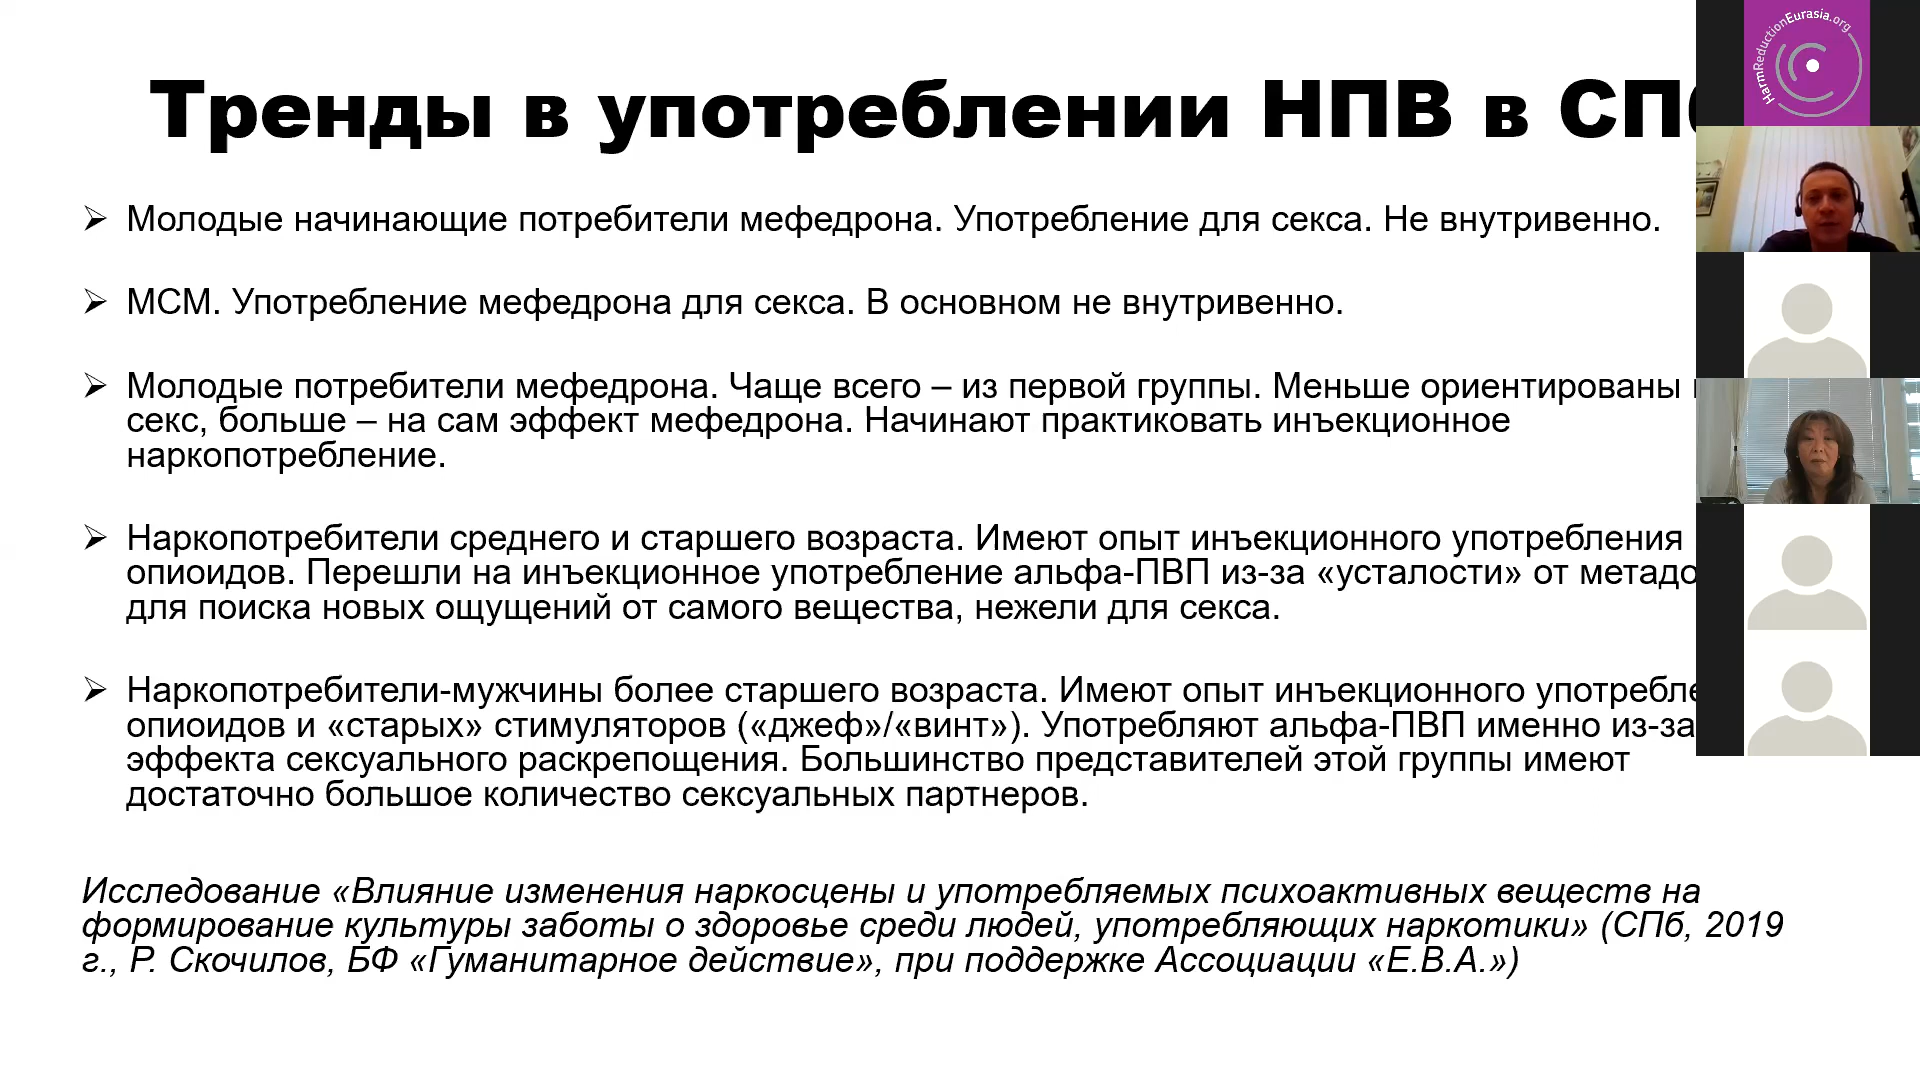 Тренды в употреблении НПВ в
HarmReductionEurasia.org
➢ Молодые начинающие потребители мефедрона. Употребление для секса. Не внутривенно.
➢ МСМ. Употребление мефедрона для секса. В основном не внутривенно.
➢ Молодые потребители мефедрона. Чаще всего – из первой группы. Меньше ориентированы
секс, больше – на сам эффект мефедрона. Начинают практиковать инъекционное
наркопотребление.
➢ Наркопотребители среднего и старшего возраста. Имеют опыт инъекционного употребления
опиоидов. Перешли на инъекционное употребление альфа-ПВП из-за «усталости» от
для поиска новых ощущений от самого вещества, нежели для секса.
➢ Наркопотребители-мужчины более старшего возраста. Имеют опыт инъекционного
опиоидов и «старых» стимуляторов («джеф»/«винт»). Употребляют альфа-ПВП именно из-за
эффекта сексуального раскрепощения. Большинство представителей этой группы имеют
достаточно большое количество сексуальных партнеров.
Исследование «Влияние изменения наркосцены и употребляемых психоактивных веществ на
формирование культуры заботы о здоровье среди людей, употребляющих наркотики» (СПб, 2019
г., Р. Скочилов, БФ «Гуманитарное действие», при поддержке Ассоциации «Е.В.А.»)